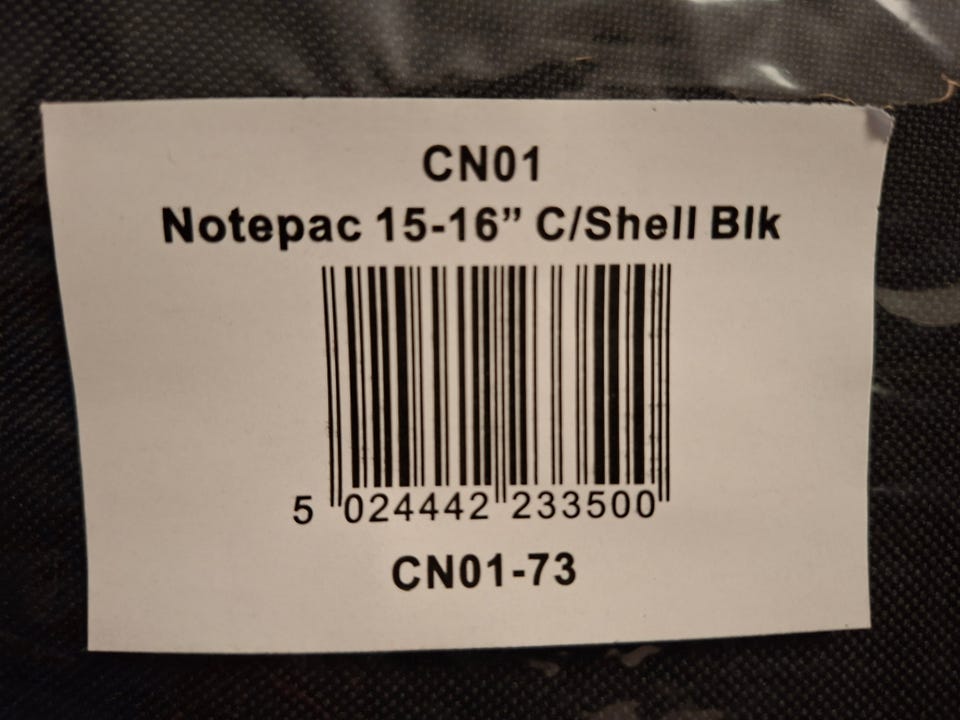 CN01
Notepac 15-16” C/Shell Blk
5 024442 233500
CN01-73